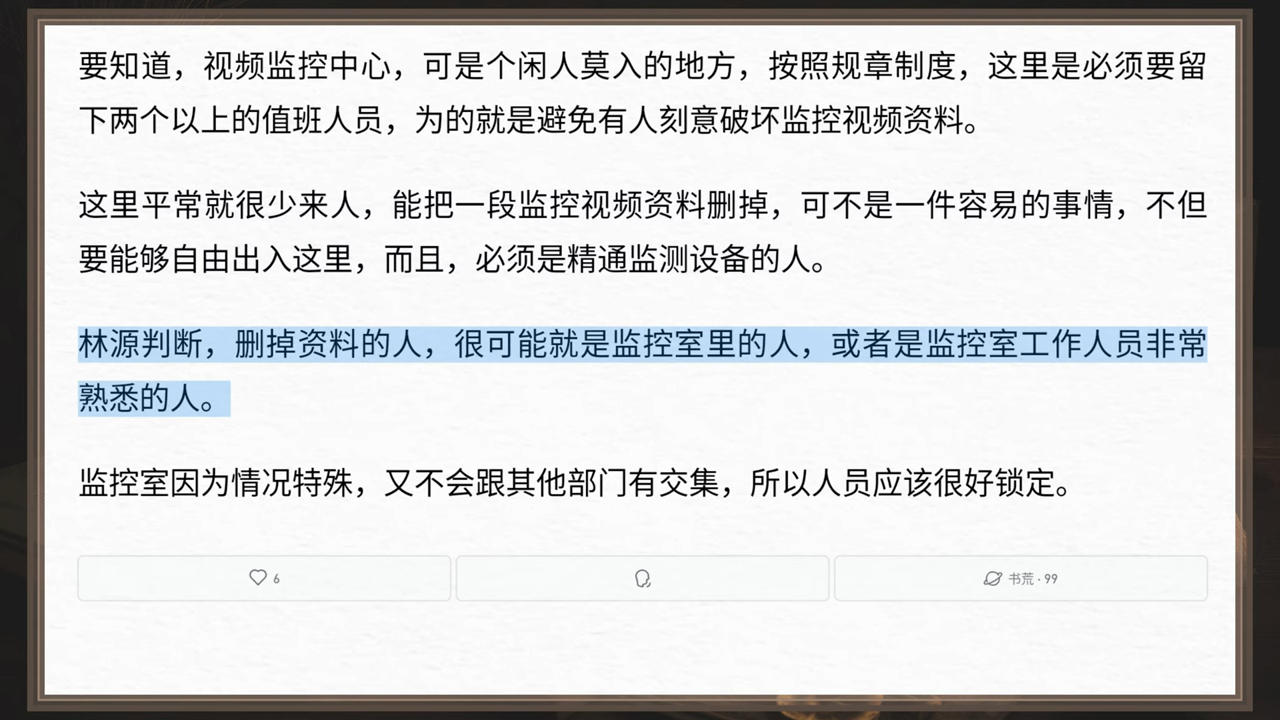 要知道，视频监控中心，可是个闲人莫入的地方，按照规章制度，这里是必须要留
下两个以上的值班人员，为的就是避免有人刻意破坏监控视频资料。
这里平常就很少来人，能把一段监控视频资料删掉，可不是一件容易的事情，不但
要能够自由出入这里，而且，必须是精通监测设备的人。
林源判断，删掉资料的人，很可能就是监控室里的人，或者是监控室工作人员非常
熟悉的人。
监控室因为情况特殊，又不会跟其他部门有交集，所以人员应该很好锁定。
6
书荒·99